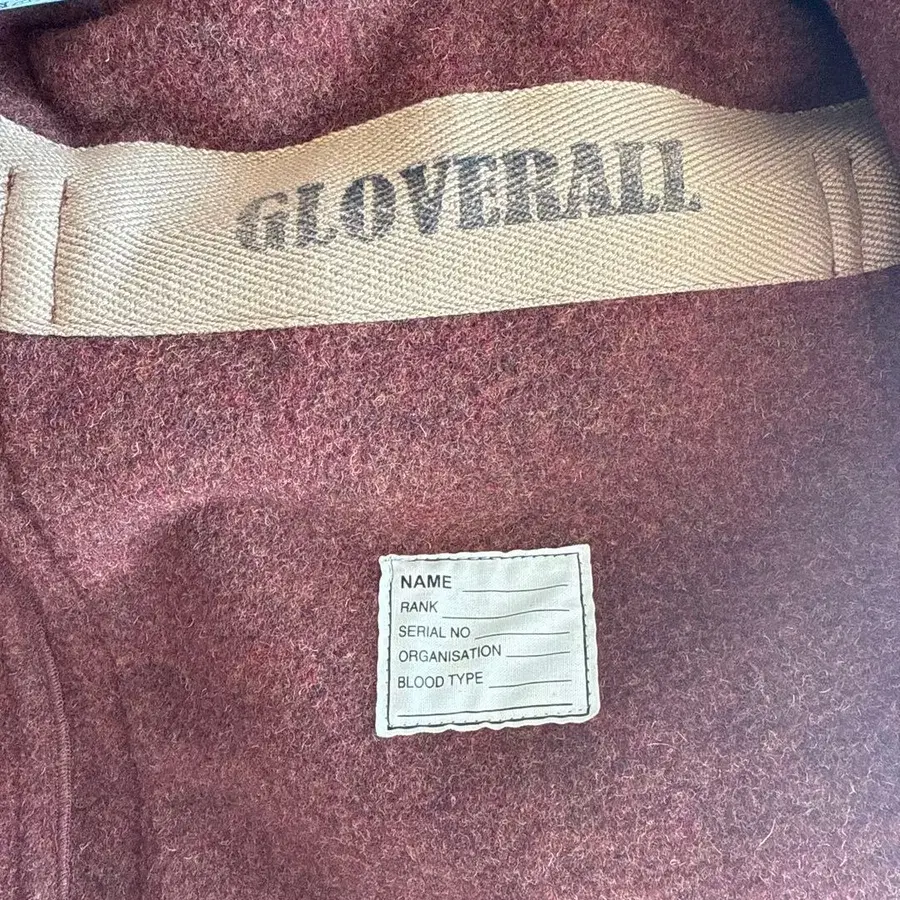 GLOVERALL
NAME
RANK
SERIAL NO
ORGANISATION
BLOOD TYPE